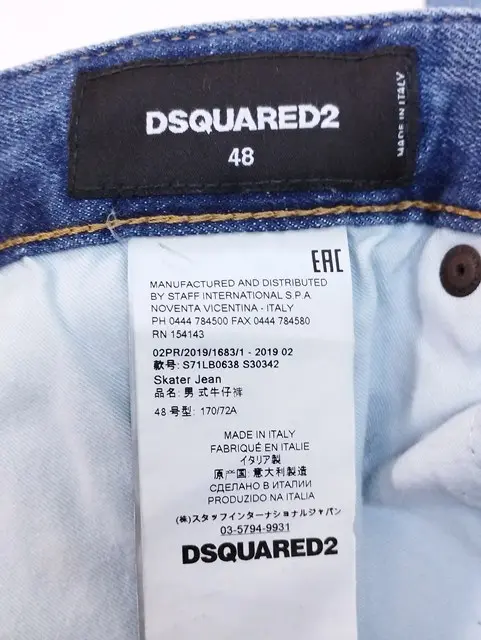 DSQUARED2
48
MADE IN ITALY
EAC
MANUFACTURED AND DISTRIBUTED
BY STAFF INTERNATIONAL S.P.A
NOVENTA VICENTINA - ITALY
PH 0444 784500 FAX 0444 784580
RN 154143
02PR/2019/1683/1 - 2019 02
款号: S71LB0638 S30342
Skater Jean
品名: 男式牛仔裤
48 号型: 170/72A
MADE IN ITALY
FABRIQUÉ EN ITALIE
イタリア製
原产国: 意大利製造
СДЕЛАНО В ИТАЛИИ
PRODUZIDO NA ITALIA
(株)スタッフインターナショナルジャパン
03-5794-9931
DSQUARED2